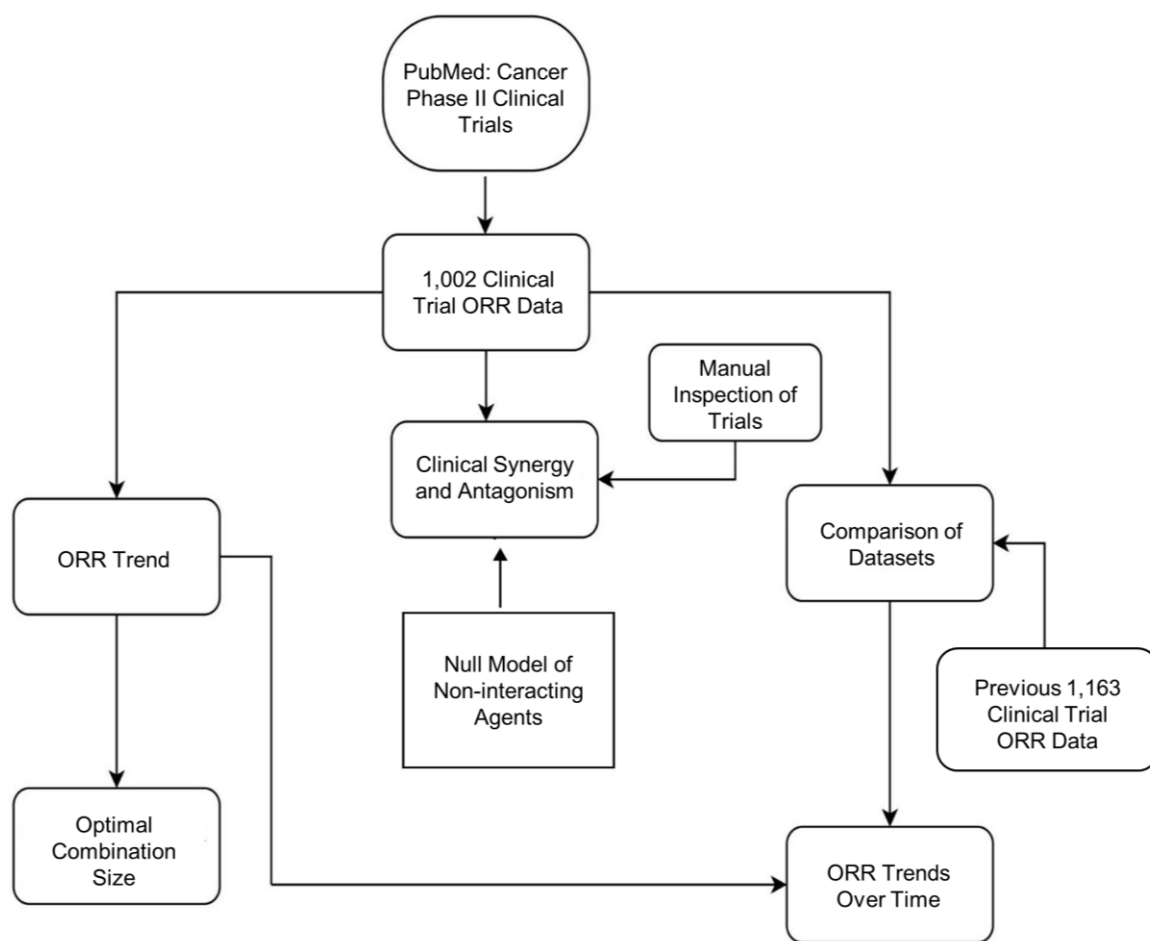 PubMed: Cancer
Phase II Clinical
Trials
1,002 Clinical
Trial ORR Data
Manual
Inspection of
Trials
Clinical Synergy
and Antagonism
ORR Trend
Comparison of
Datasets
Null Model of
Non-interacting
Agents
Previous 1,163
Clinical Trial
ORR Data
Optimal
Combination
Size
ORR Trends
Over Time